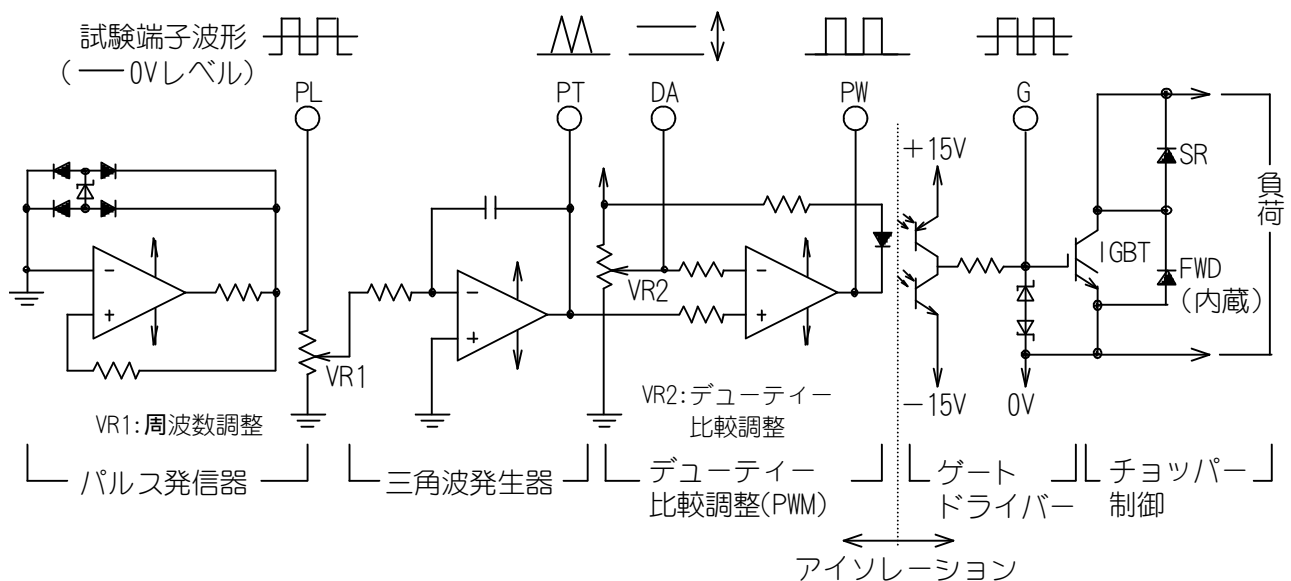 試験端子波形
(――0Vレベル)
PL
PT
DA
PW
G
+15V
SR
負荷
IGBT
FWD
(内蔵)
VR2
VR1
−
+
−
+
−
+
−15V
0V
VR1:周波数調整
VR2:デューティー
比較調整
パルス発信器
三角波発生器
デューティー
比較調整(PWM)
ゲート
ドライバー
チョッパー
制御
アイソレーション